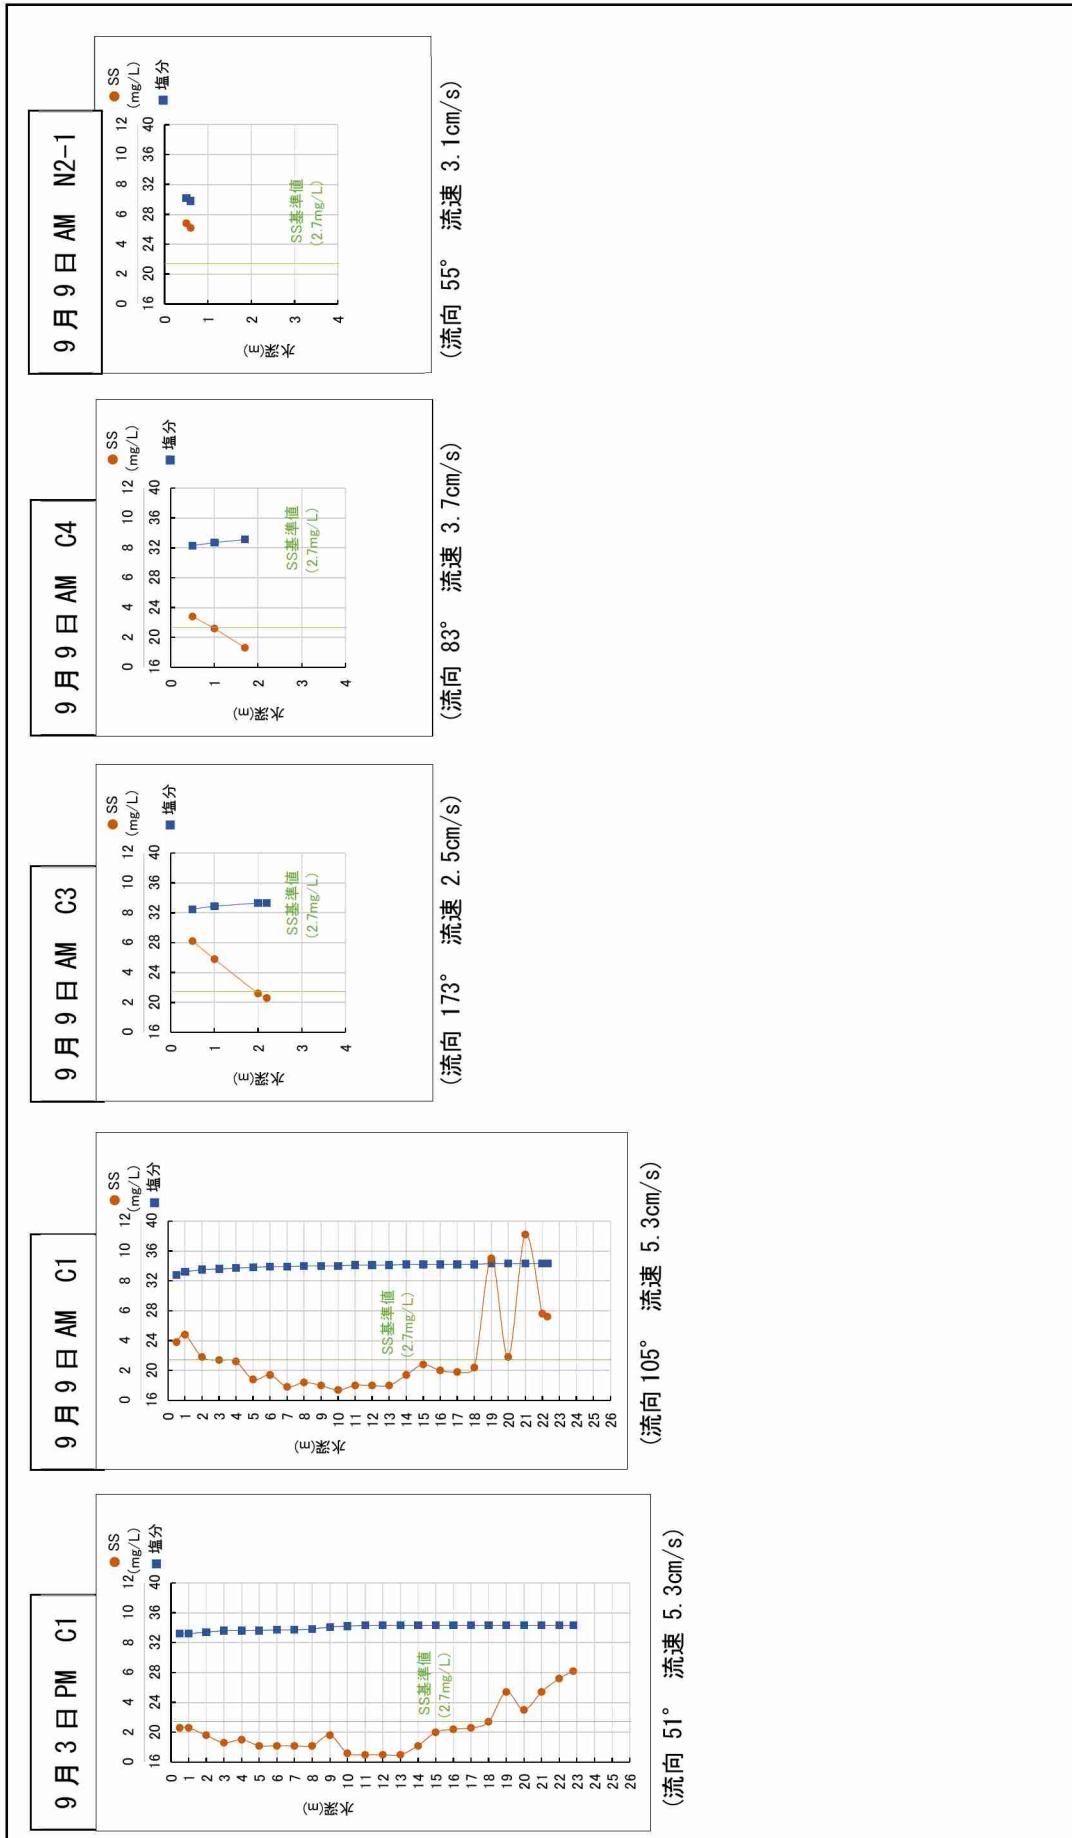 9月3日 PM C1
SS
(mg/L)
塩分
0 2 4 6 8 10 12
16 20 24 28 32 36 40
0
1
2
3
4
5
6
7
8
9
10
11
12
13
14
15
16
17
18
19
20
21
22
23
24
25
26
水深(m)
SS基準値
(2.7mg/L)
(流向 51° 流速 5.3cm/s)
9月9日 AM C1
SS
(mg/L)
塩分
0 2 4 6 8 10 12
16 20 24 28 32 36 40
0
1
2
3
4
5
6
7
8
9
10
11
12
13
14
15
16
17
18
19
20
21
22
23
24
25
26
水深(m)
SS基準値
(2.7mg/L)
(流向 105° 流速 5.3cm/s)
9月9日 AM C3
SS
(mg/L)
塩分
0 2 4 6 8 10 12
16 20 24 28 32 36 40
0
1
2
3
4
水深(m)
SS基準値
(2.7mg/L)
(流向 173° 流速 2.5cm/s)
9月9日 AM C4
SS
(mg/L)
塩分
0 2 4 6 8 10 12
16 20 24 28 32 36 40
0
1
2
3
4
水深(m)
SS基準値
(2.7mg/L)
(流向 83° 流速 3.7cm/s)
9月9日 AM N2-1
SS
(mg/L)
塩分
0 2 4 6 8 10 12
16 20 24 28 32 36 40
0
1
2
3
4
水深(m)
SS基準値
(2.7mg/L)
(流向 55° 流速 3.1cm/s)